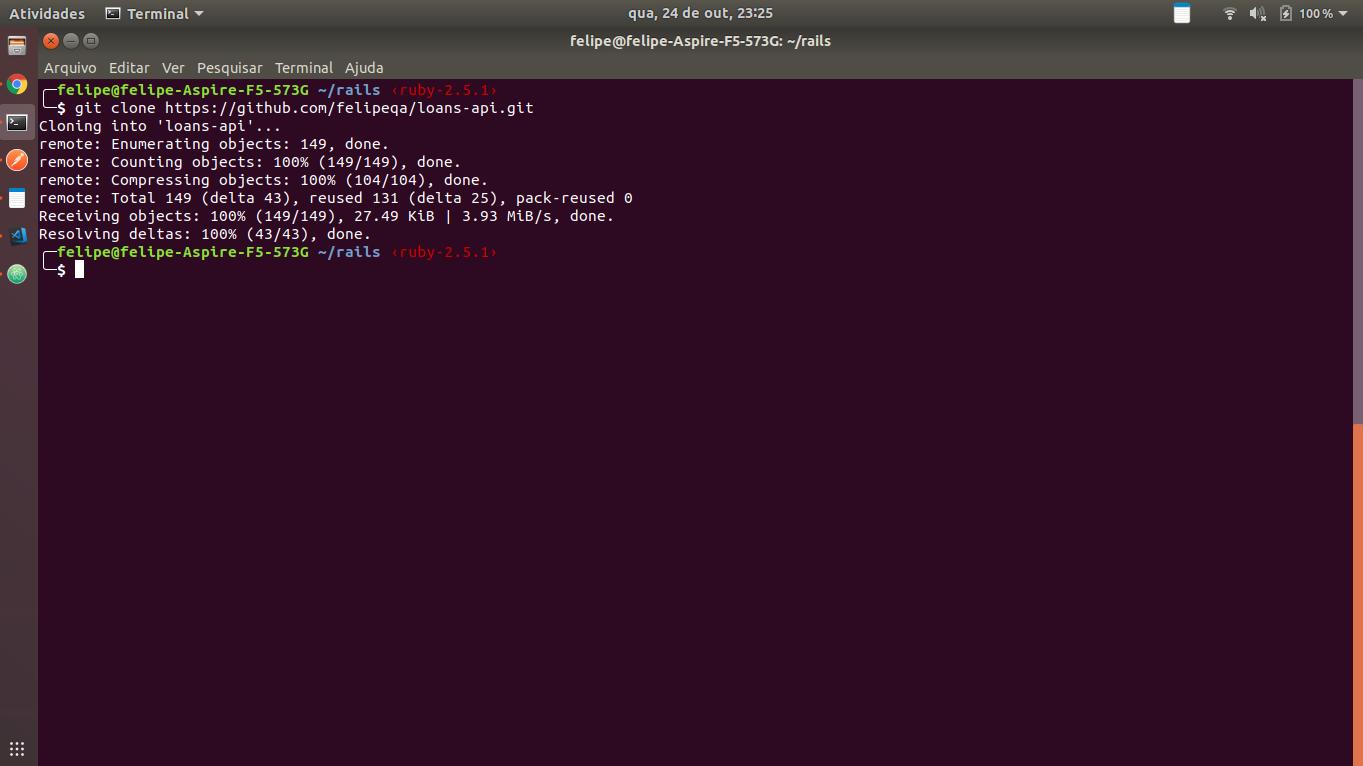 Atividades Terminal qua, 24 de out, 23:25 100 %
felipe@felipe-Aspire-F5-573G: ~/rails
Arquivo Editar Ver Pesquisar Terminal Ajuda
felipe@felipe-Aspire-F5-573G ~/rails ‹ruby-2.5.1›
$ git clone https://github.com/felipeqa/loans-api.git
Cloning into 'loans-api'...
remote: Enumerating objects: 149, done.
remote: Counting objects: 100% (149/149), done.
remote: Compressing objects: 100% (104/104), done.
remote: Total 149 (delta 43), reused 131 (delta 25), pack-reused 0
Receiving objects: 100% (149/149), 27.49 KiB | 3.93 MiB/s, done.
Resolving deltas: 100% (43/43), done.
felipe@felipe-Aspire-F5-573G ~/rails ‹ruby-2.5.1›
$